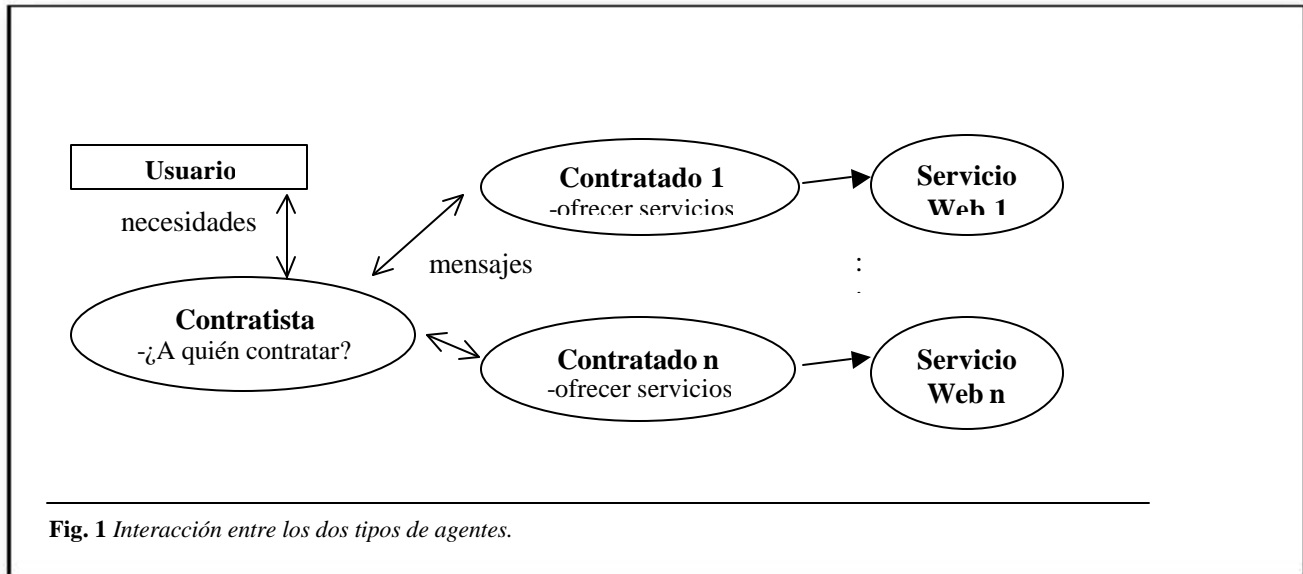 Usuario
necesidades
Contratista
-¿A quién contratar?
mensajes
Contratado 1
-ofrecer servicios
Servicio
Web 1
:
.
Contratado n
-ofrecer servicios
Servicio
Web n
Fig. 1 Interacción entre los dos tipos de agentes.